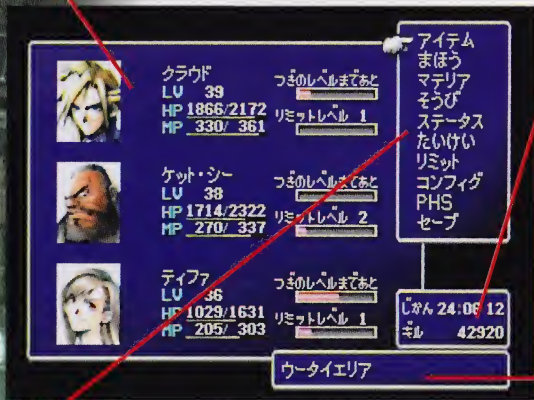 クラウド
LV 39
HP 1866/2172
MP 330/ 361
つぎのレベルまであと
リミットレベル 1
ケット・シー
LV 38
HP 1714/2322
MP 270/ 337
つぎのレベルまであと
リミットレベル 2
ティファ
LV 36
HP 1029/1631
MP 205/ 303
つぎのレベルまであと
リミットレベル 1
アイテム
まほう
マテリア
そうび
ステータス
たいけい
リミット
コンフィグ
PHS
セーブ
じかん 24:06 12
ギル 42920
ウータイエリア